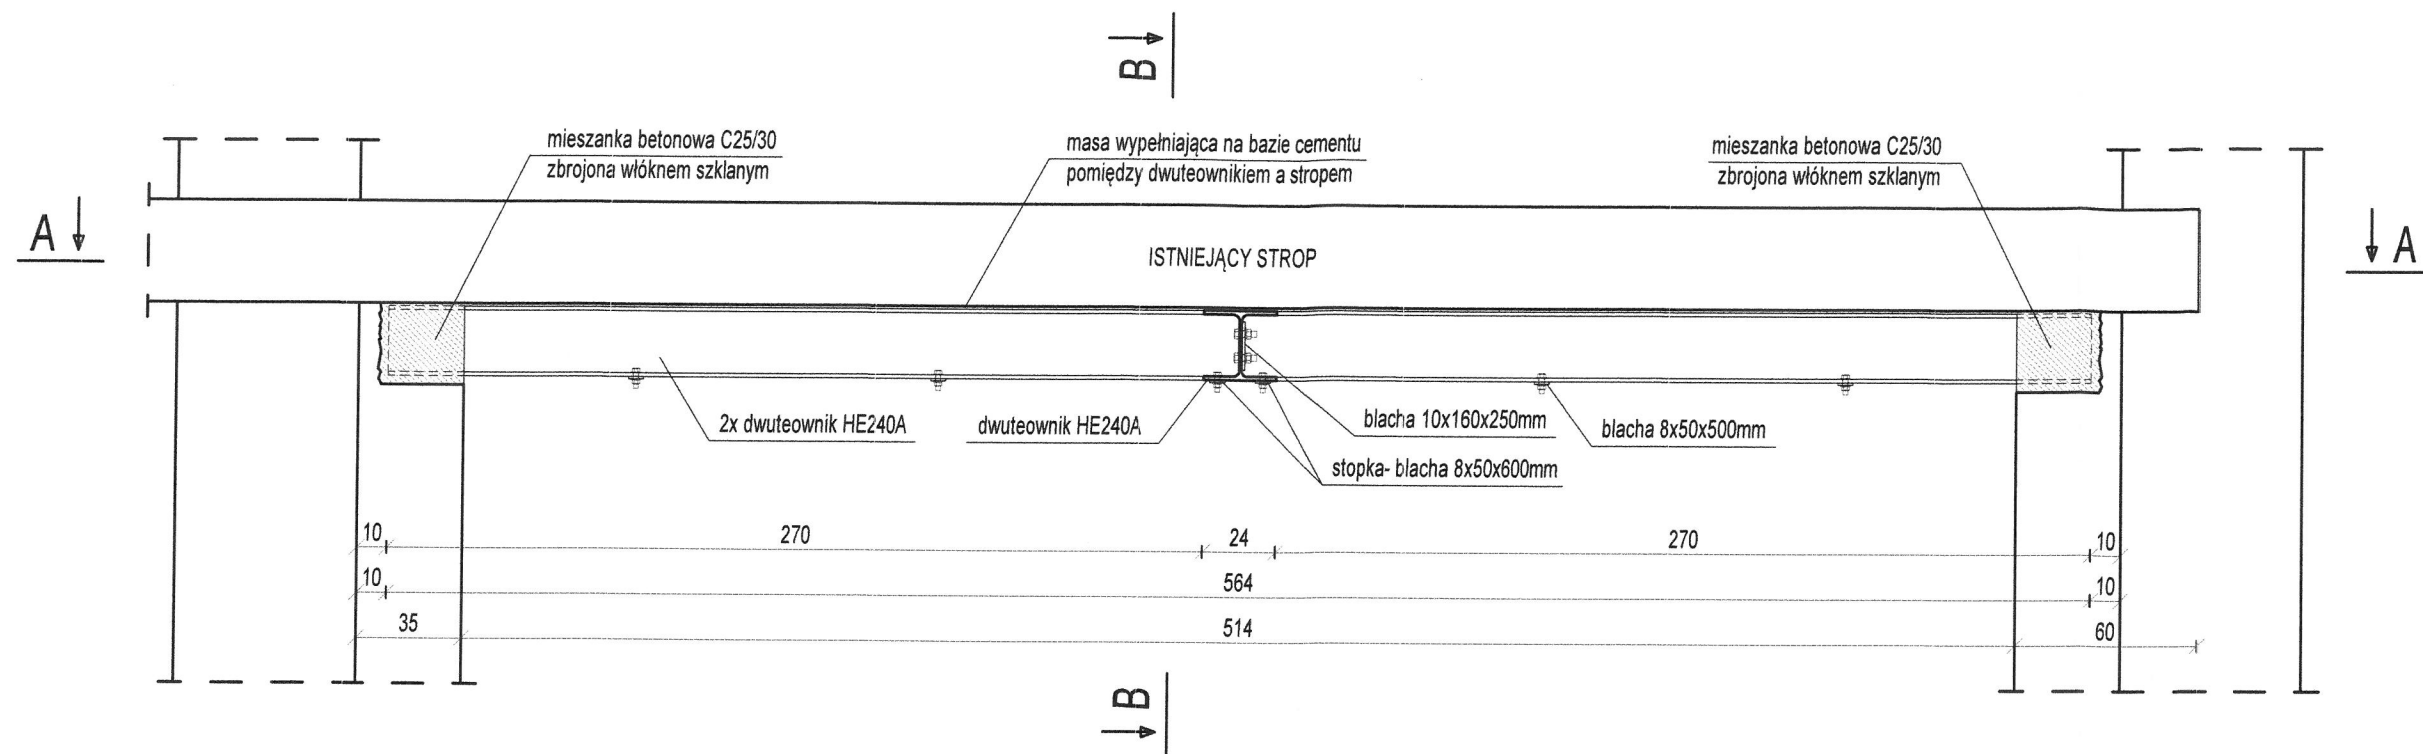 B
mieszanka betonowa C25/30
zbrojona włóknem szklanym
masa wypełniająca na bazie cementu
pomiędzy dwuteownikiem a stropem
mieszanka betonowa C25/30
zbrojona włóknem szklanym
A
ISTNIEJĄCY STROP
A
2x dwuteownik HE240A
dwuteownik HE240A
blacha 10x160x250mm
blacha 8x50x500mm
stopka- blacha 8x50x600mm
10 270 24 270 10
10 564 10
35 514 60
B